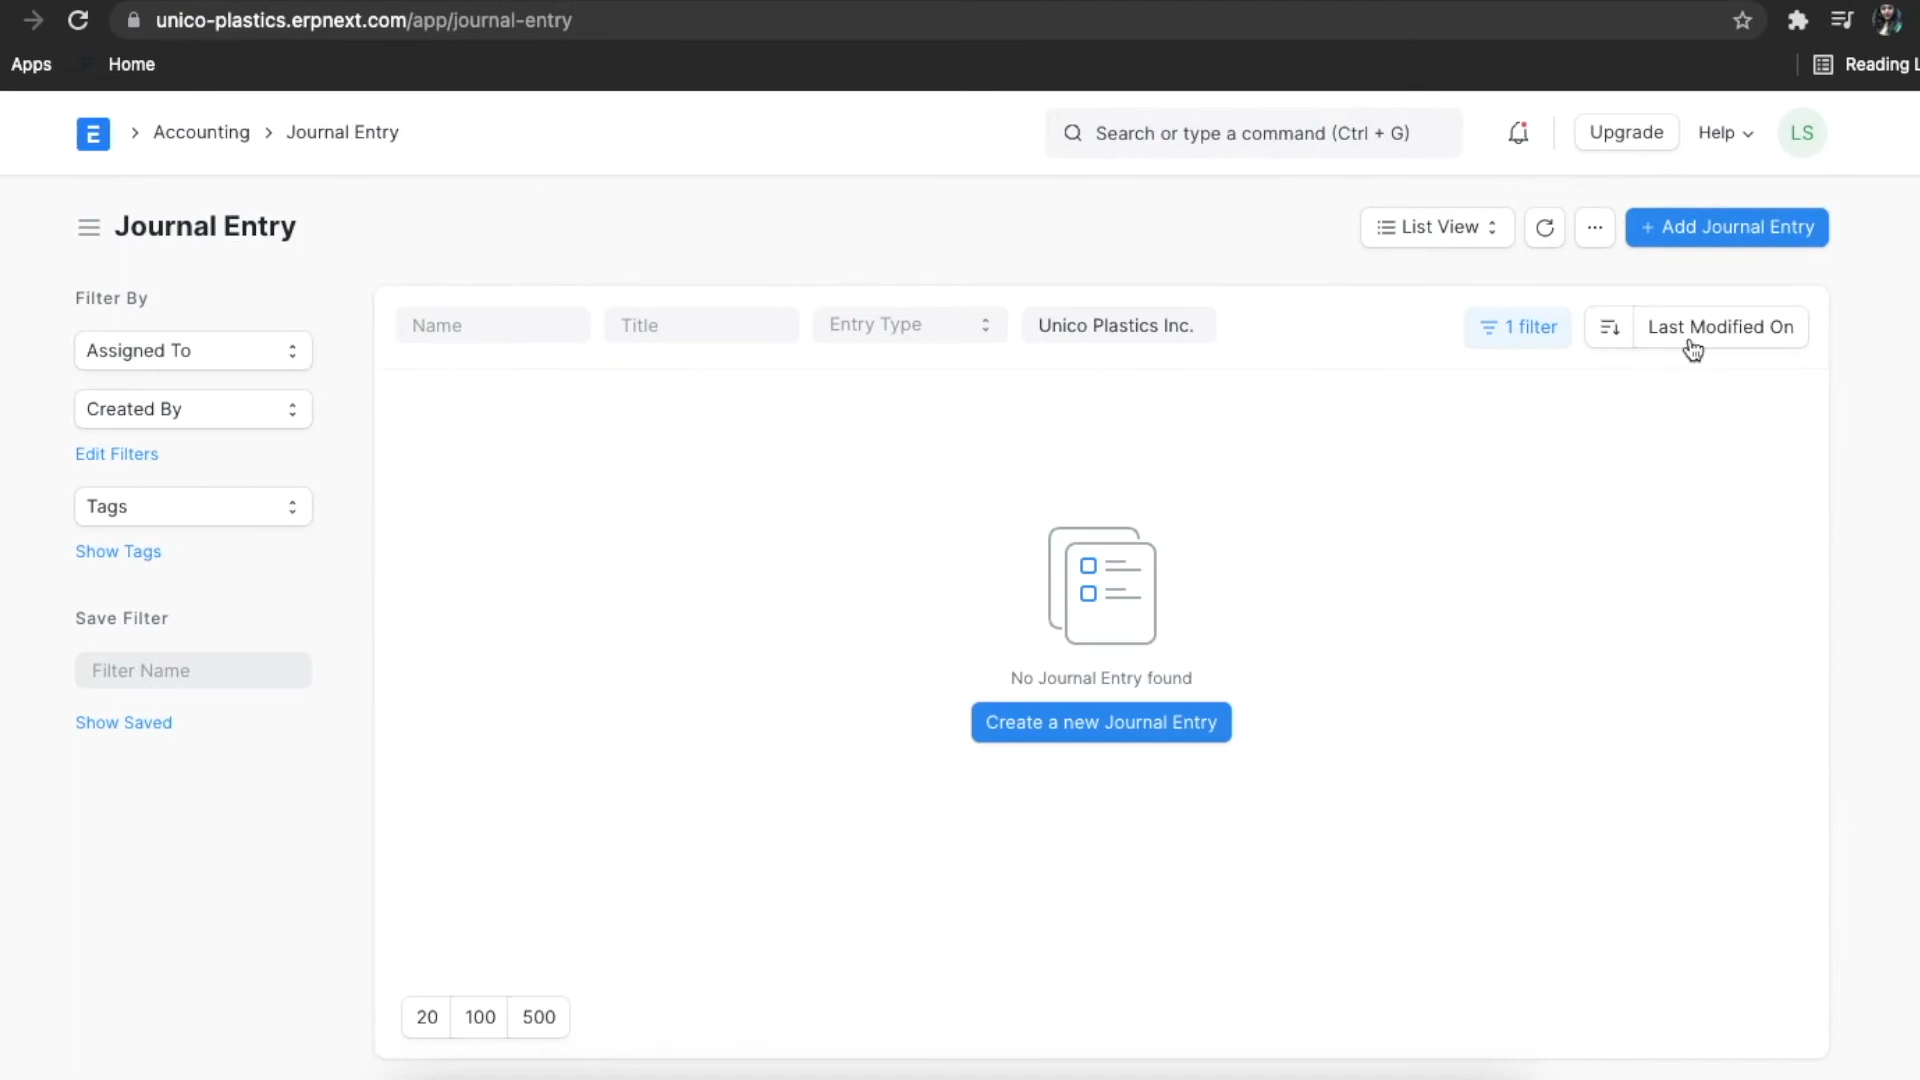 unico-plastics.erpnext.com/app/journal-entry
Apps Home Reading L
E > Accounting > Journal Entry Search or type a command (Ctrl + G) Upgrade Help LS
Journal Entry List View ... + Add Journal Entry
Filter By
Name Title Entry Type Unico Plastics Inc. 1 filter Last Modified On
Assigned To
Created By
Edit Filters
Tags
Show Tags
Save Filter
Filter Name
No Journal Entry found
Show Saved Create a new Journal Entry
20 100 500